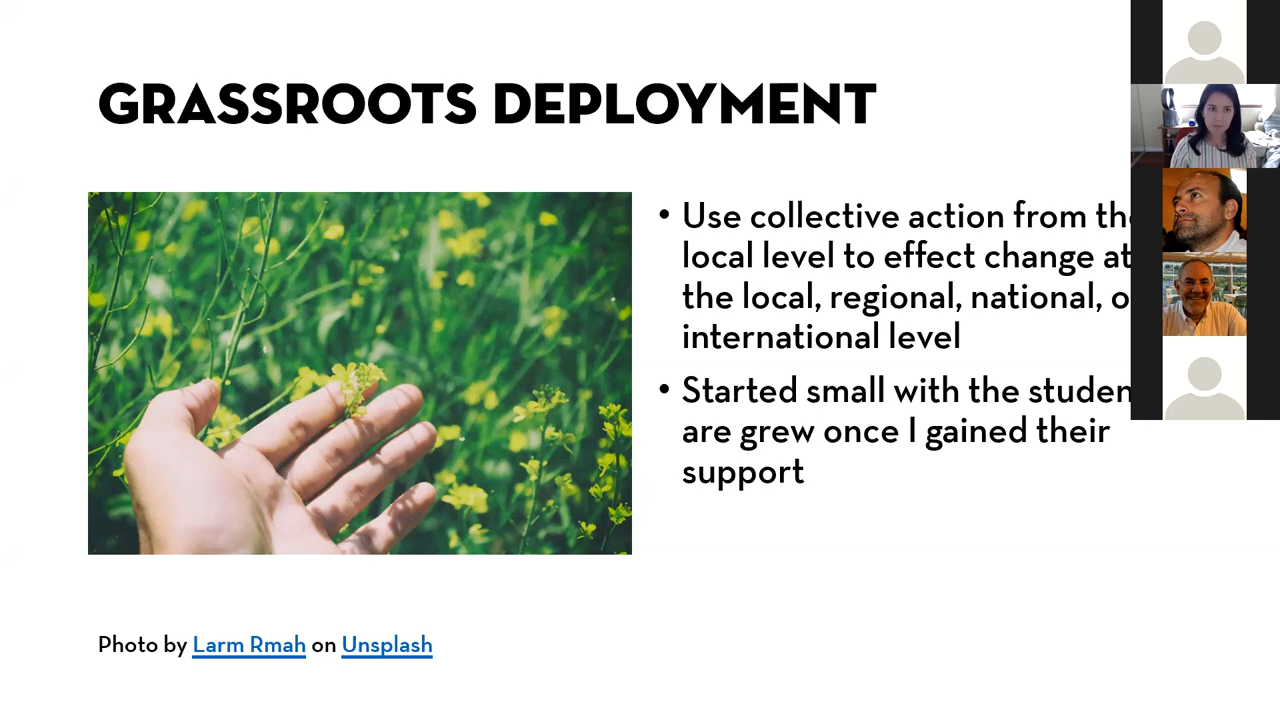 GRASSROOTS DEPLOYMENT
• Use collective action from the
local level to effect change at
the local, regional, national, o
international level
• Started small with the studen
are grew once I gained their
support
Photo by Larm Rmah on Unsplash